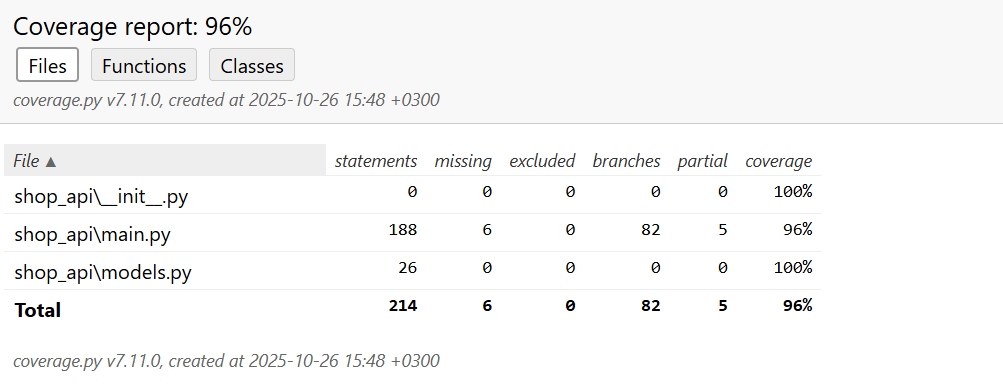 Coverage report: 96%
Files Functions Classes
coverage.py v7.11.0, created at 2025-10-26 15:48 +0300
File ▲ statements missing excluded branches partial coverage
shop_api\__init__.py 0 0 0 0 0 100%
shop_api\main.py 188 6 0 82 5 96%
shop_api\models.py 26 0 0 0 0 100%
Total 214 6 0 82 5 96%
coverage.py v7.11.0, created at 2025-10-26 15:48 +0300